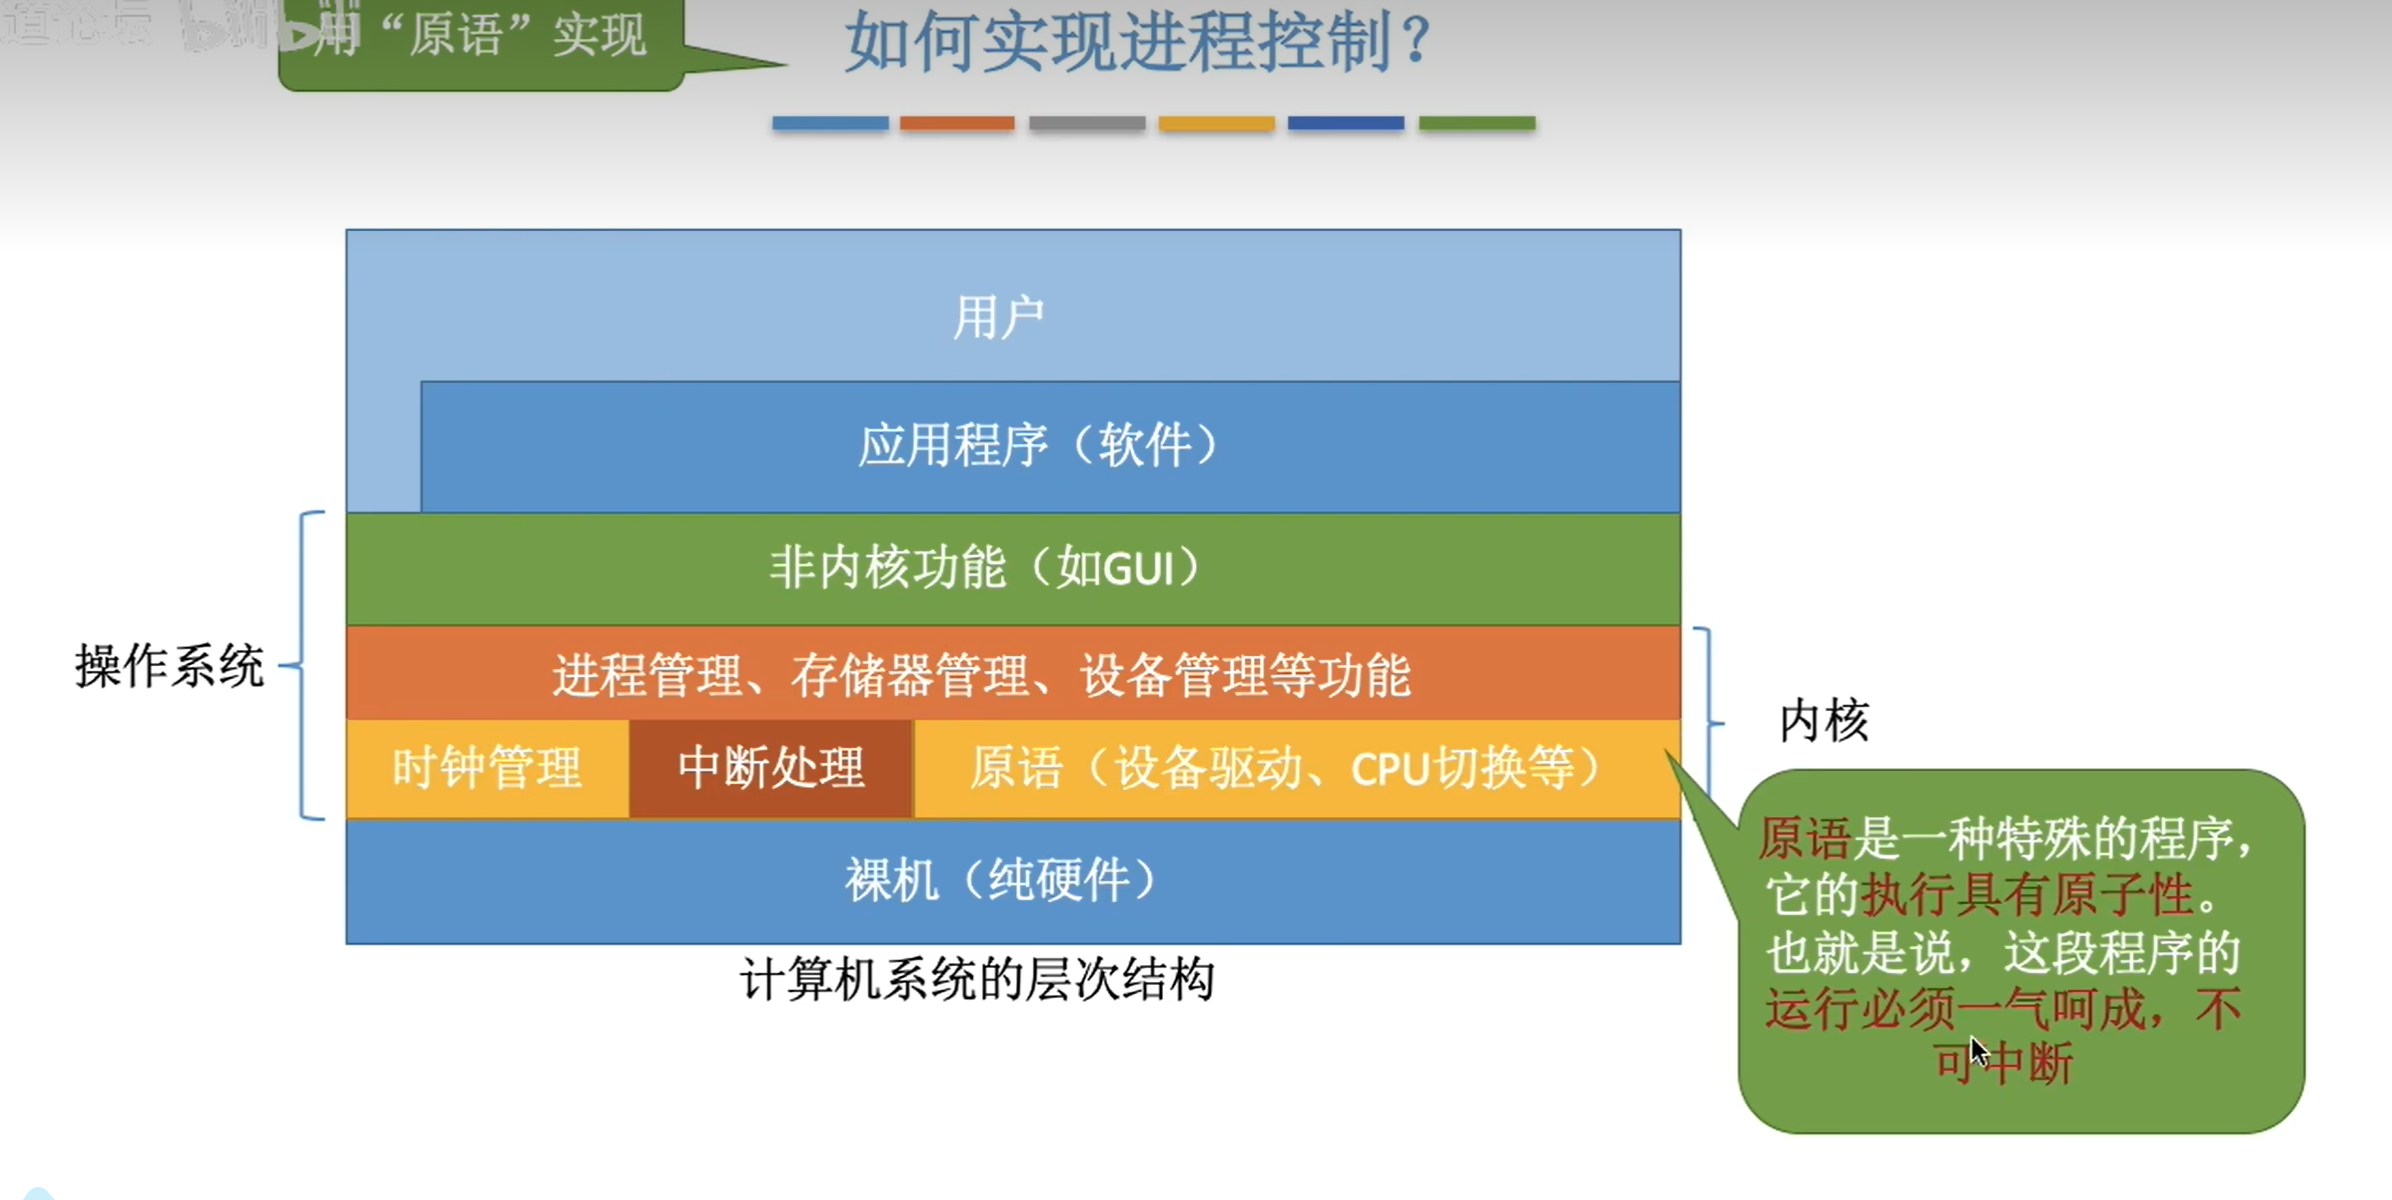 道论坛
用“原语”实现
如何实现进程控制？
用户
应用程序（软件）
非内核功能（如GUI）
操作系统
进程管理、存储器管理、设备管理等功能
内核
时钟管理
中断处理
原语（设备驱动、CPU切换等）
原语是一种特殊的程序，
它的执行具有原子性。
也就是说，这段程序的
运行必须一气呵成，不
可中断
裸机（纯硬件）
计算机系统的层次结构